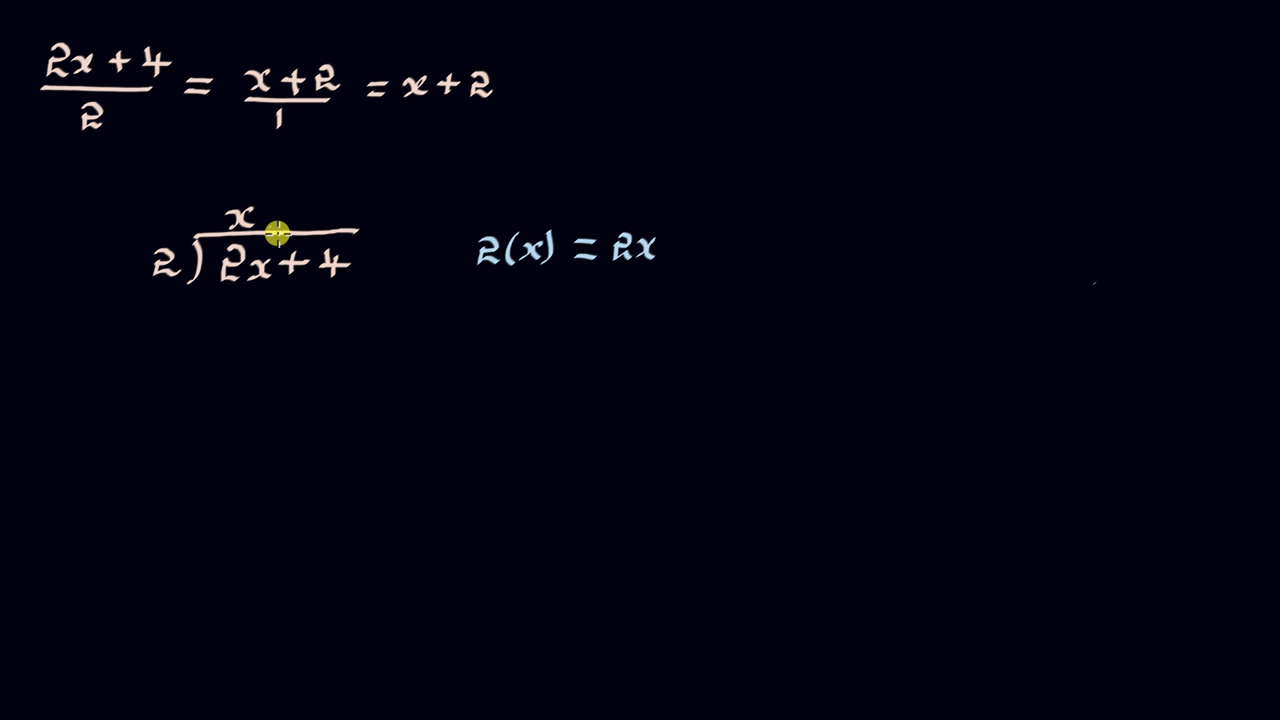 2x + 4 / 2 = x + 2 / 1 = x + 2
x
2 ) 2x + 4 2(x) = 2x